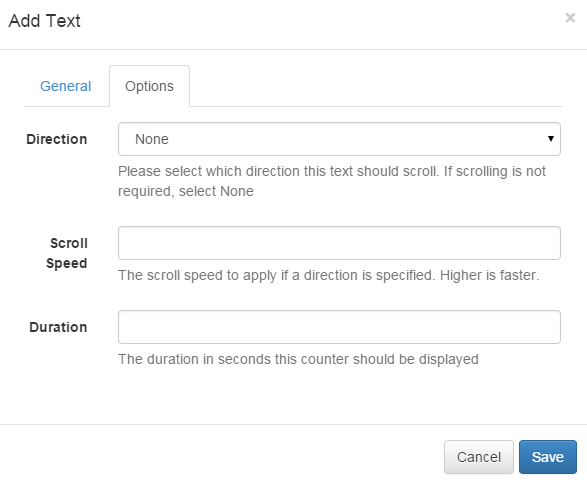 Add Text
×
General
Options
Direction
None
Please select which direction this text should scroll. If scrolling is not
required, select None
Scroll
Speed
The scroll speed to apply if a direction is specified. Higher is faster.
Duration
The duration in seconds this counter should be displayed
Cancel
Save